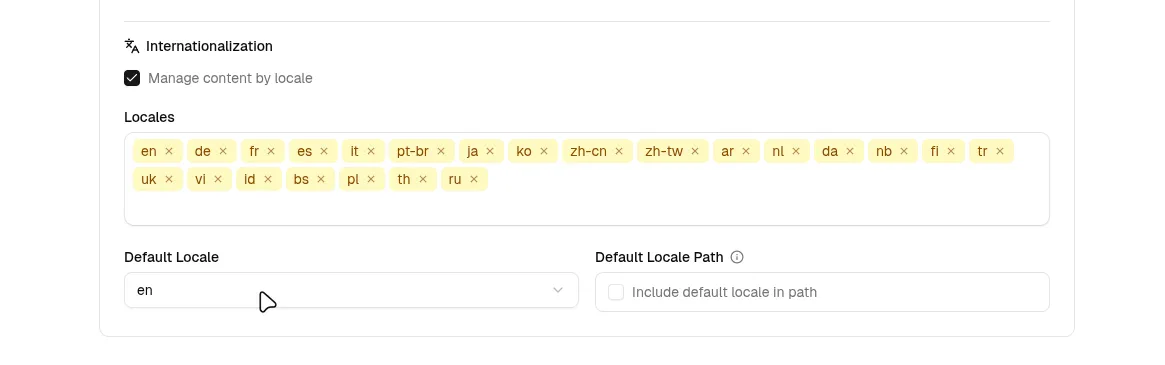 Internationalization
Manage content by locale
Locales
en × de × fr × es × it × pt-br × ja × ko × zh-cn × zh-tw × ar × nl × da × nb × fi × tr ×
uk × vi × id × bs × pl × th × ru ×
Default Locale
Default Locale Path
en
Include default locale in path